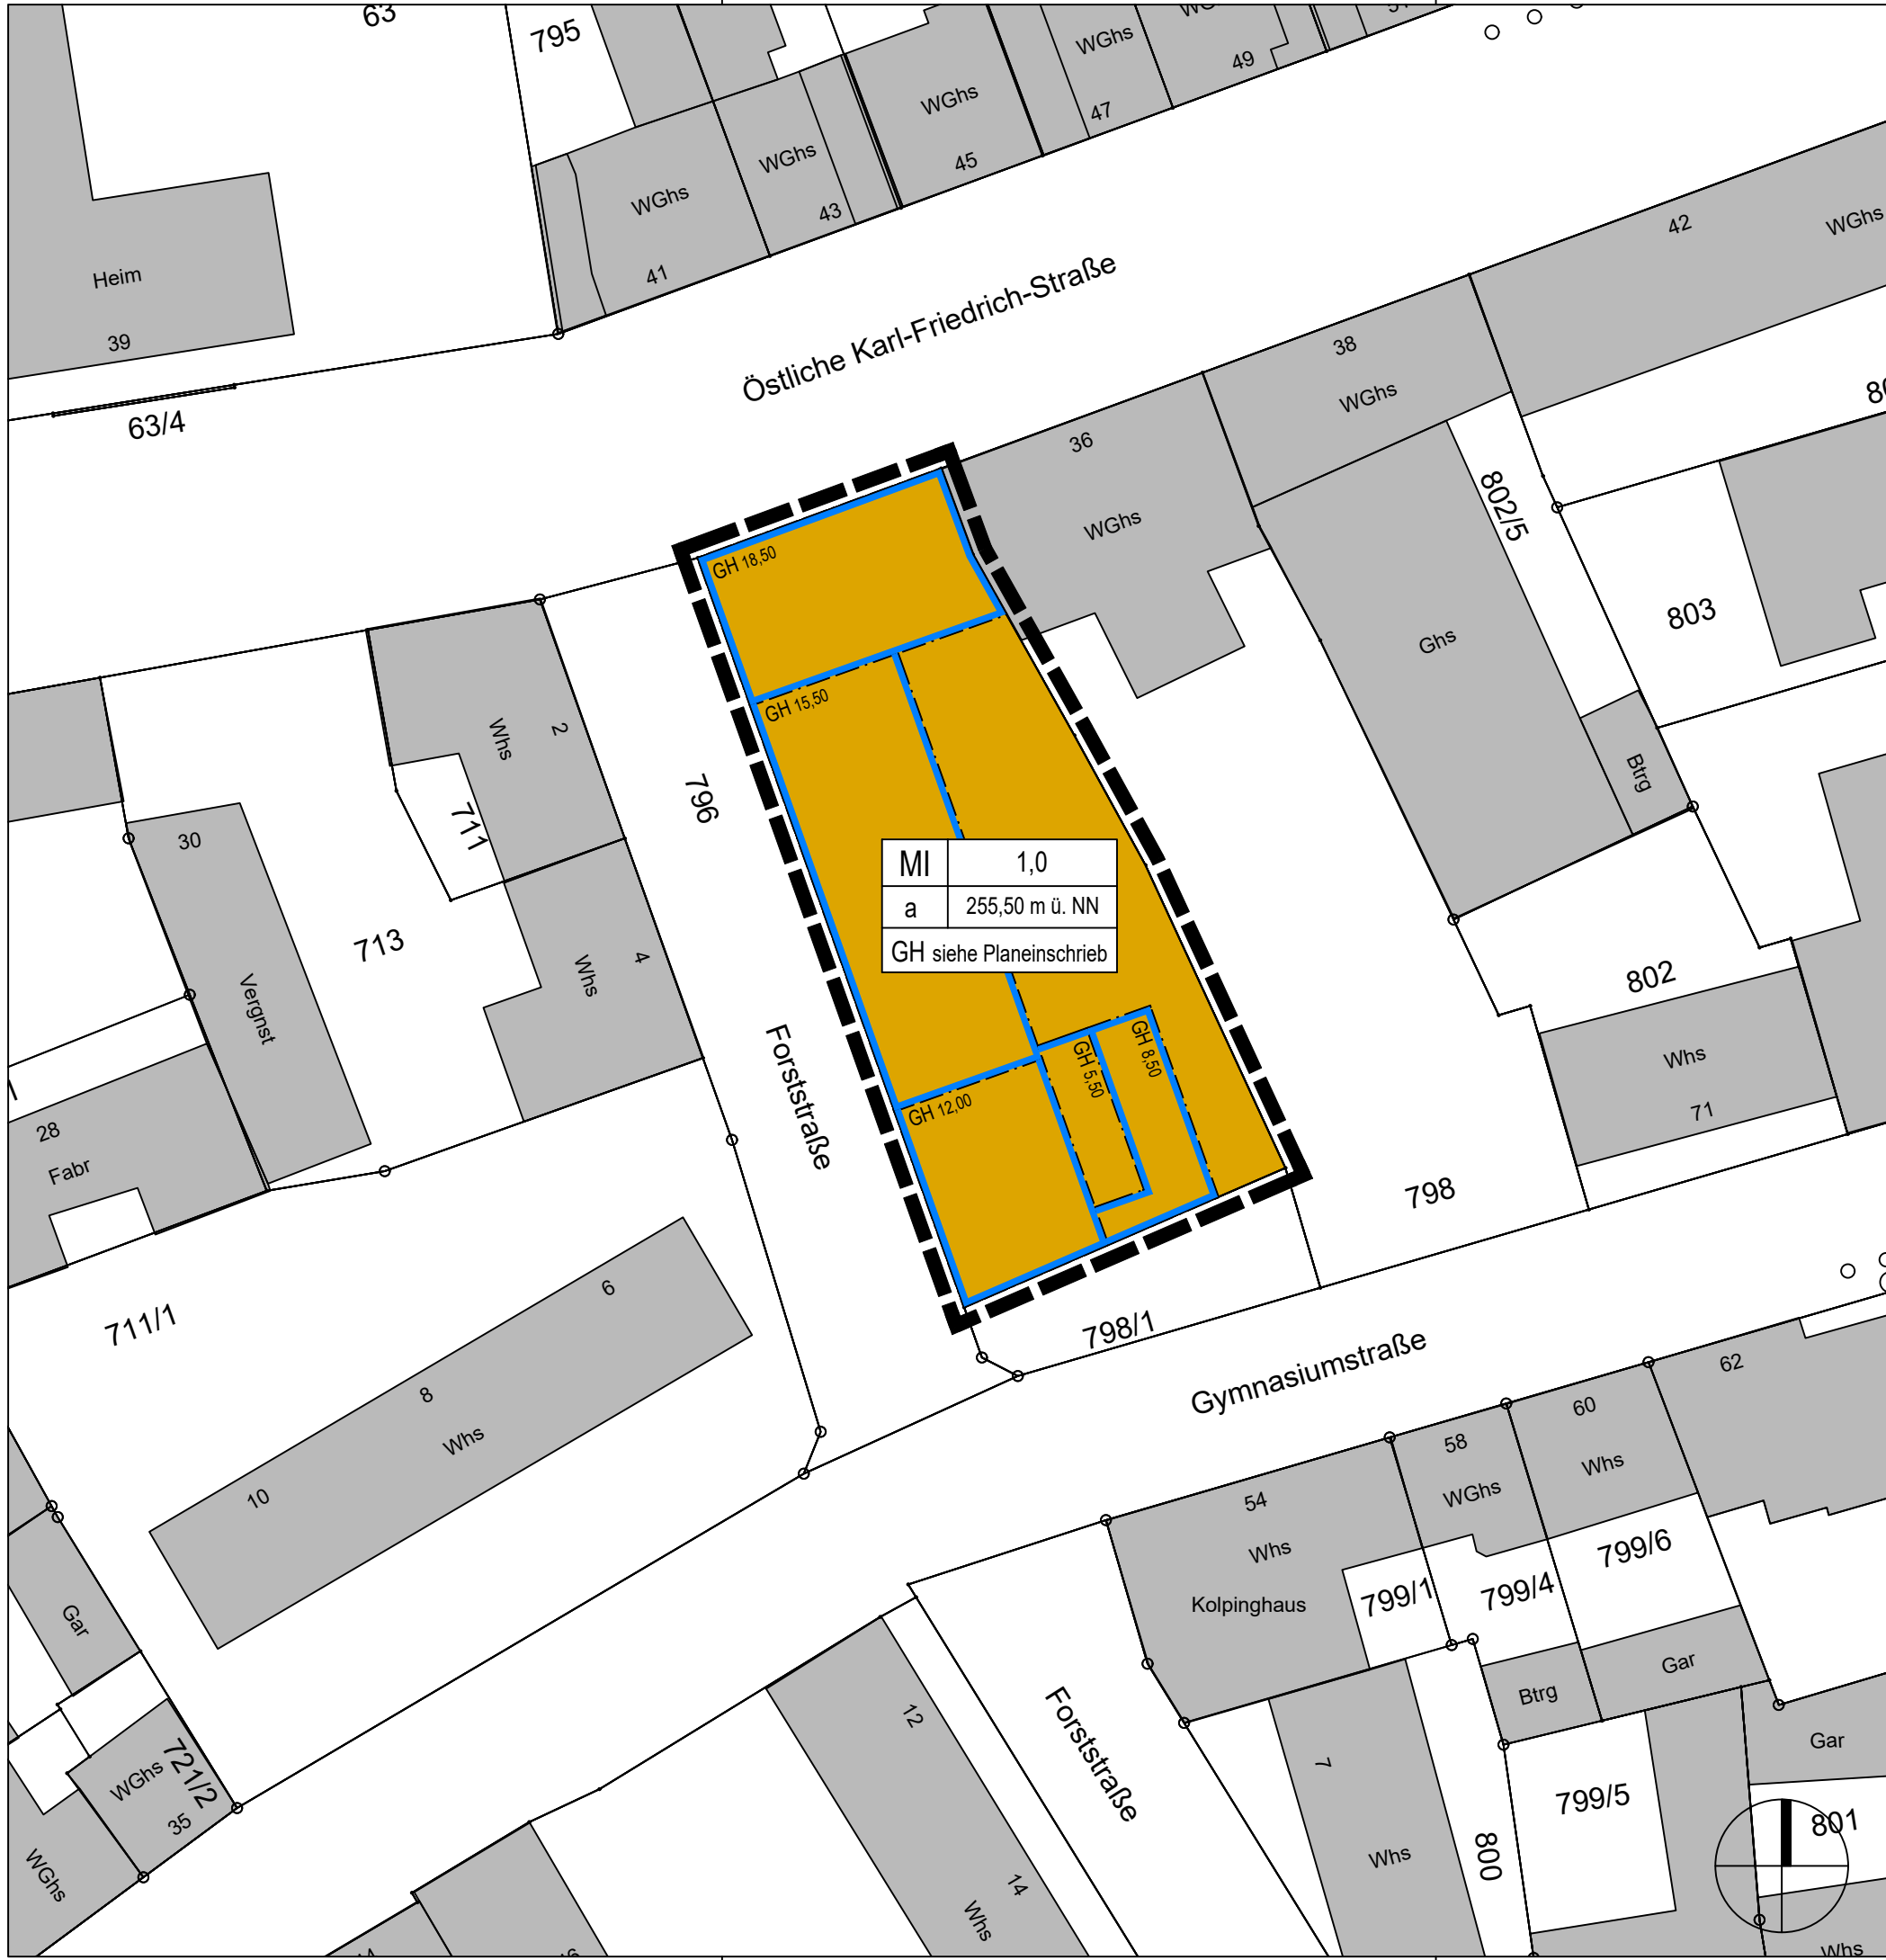 63
795
WGhs
49
WGhs
47
WGhs
45
WGhs
43
WGhs
41
Heim
39
63/4
Östliche Karl-Friedrich-Straße
42
WGhs
38
WGhs
36
WGhs
802/5
Ghs
803
Btrg
GH 18,50
GH 15,50
Whs
2
796
711
30
Vergnst
713
Whs
4
MI 1,0
a 255,50 m ü. NN
GH siehe Planeinschrieb
802
Whs
71
Forststraße
GH 12,00
GH 5,50
GH 8,50
28
Fabr
798
798/1
711/1
6
8
Whs
10
Gymnasiumstraße
62
60
Whs
58
WGhs
54
Whs
Kolpinghaus
799/1
799/4
799/6
Gar
Btrg
Gar
Gar
Forststraße
12
14
Whs
7
Whs
800
799/5
801
Whs
721/2
WGhs
35
WGhs